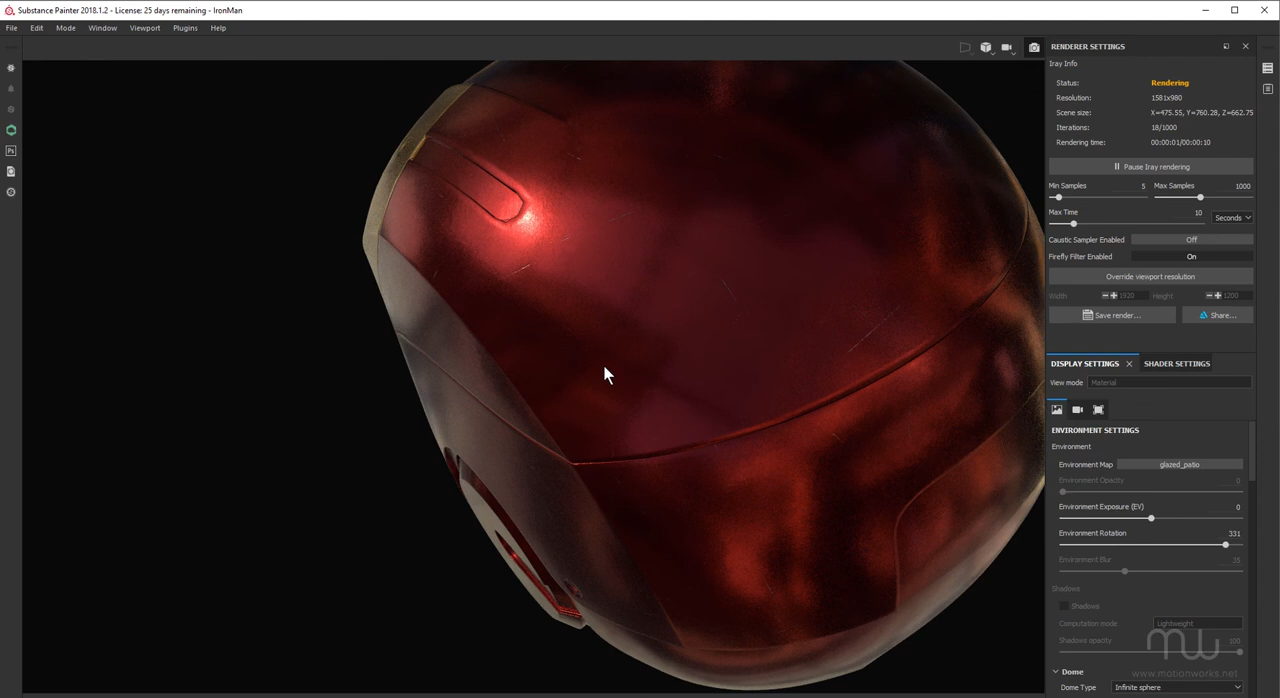 Substance Painter 2018.1.2 - License: 25 days remaining - IronMan
File Edit Mode Window Viewport Plugins Help
RENDERER SETTINGS
Iray Info
Status: Rendering
Resolution: 1581x980
Scene size: X=475.55, Y=760.28, Z=662.75
Iterations: 18/1000
Rendering time: 00:00:01/00:00:10
Pause Iray rendering
Min Samples 5 Max Samples 1000
Max Time 10 Seconds
Caustic Sampler Enabled Off
Firefly Filter Enabled On
Override viewport resolution
Width 1920 Height 1200
Save render... Share...
DISPLAY SETTINGS SHADER SETTINGS
View mode Material
ENVIRONMENT SETTINGS
Environment
Environment Map glazed_patio
Environment Opacity 0
Environment Exposure (EV) 0
Environment Rotation 331
Environment Blur 35
Shadows
Shadows
Computation mode Lightweight
Shadows opacity 100
mw
www.motionworks.net
Dome
Dome Type Infinite sphere
Ps